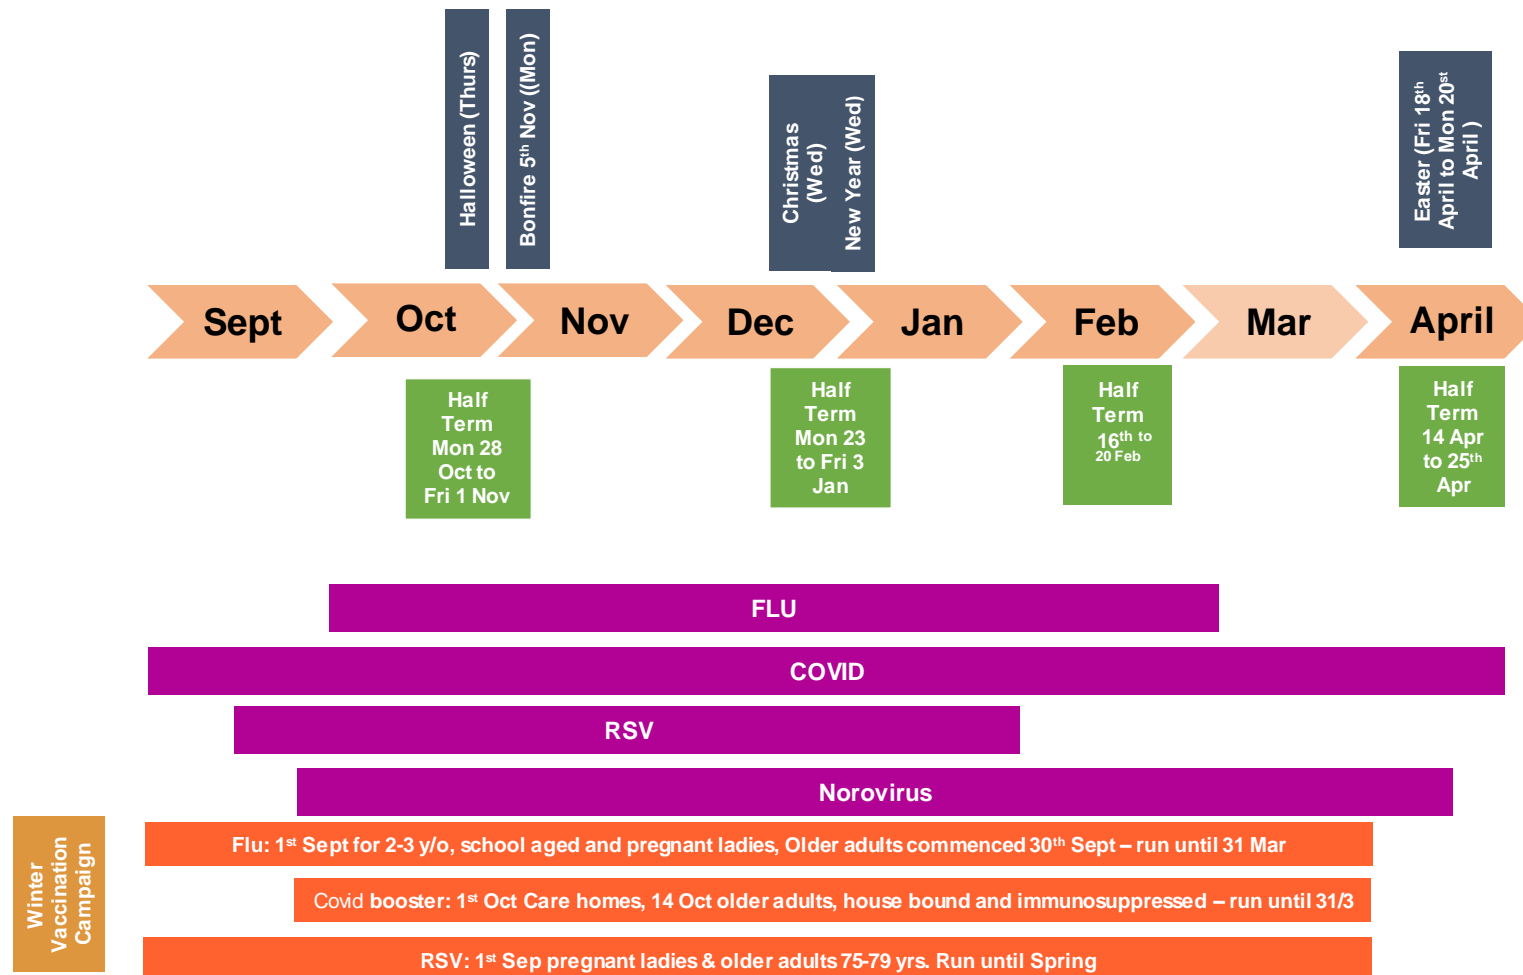 Halloween (Thurs)
Bonfire 5th Nov ((Mon)
Christmas
(Wed)
New Year (Wed)
Easter (Fri 18th
April to Mon 20st
April )
Sept
Oct
Nov
Dec
Jan
Feb
Mar
April
Half
Term
Mon 28
Oct to
Fri 1 Nov
Half
Term
Mon 23
to Fri 3
Jan
Half
Term
16th to
20 Feb
Half
Term
14 Apr
to 25th
Apr
FLU
COVID
RSV
Norovirus
Winter
Vaccination
Campaign
Flu: 1st Sept for 2-3 y/o, school aged and pregnant ladies, Older adults commenced 30th Sept – run until 31 Mar
Covid booster: 1st Oct Care homes, 14 Oct older adults, house bound and immunosuppressed – run until 31/3
RSV: 1st Sep pregnant ladies & older adults 75-79 yrs. Run until Spring